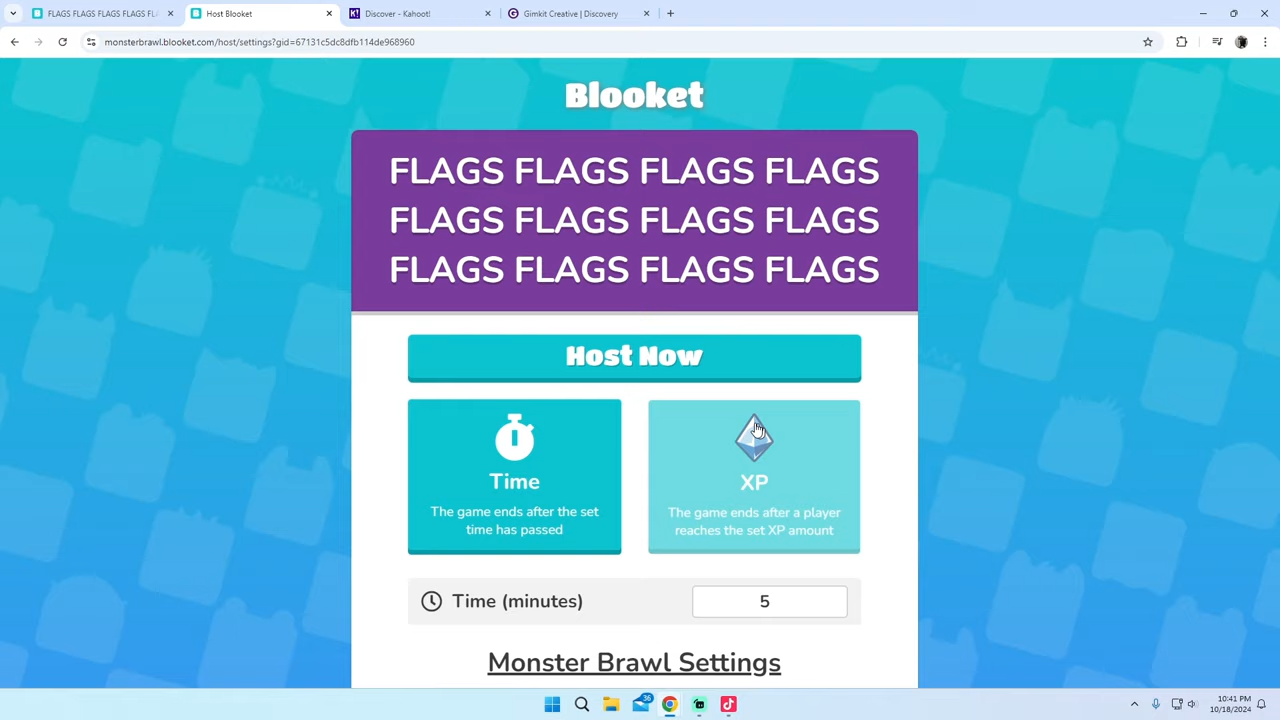 FLAGS FLAGS FLAGS FLAGS FL
Host Blooket
Discover - Kahoot!
Gimkit Creative | Discovery
monsterbrawl.blooket.com/host/settings?gid=67131c5dc8dfb114de968960
Blooket
FLAGS FLAGS FLAGS FLAGS
FLAGS FLAGS FLAGS FLAGS
FLAGS FLAGS FLAGS FLAGS
Host Now
Time
The game ends after the set
time has passed
XP
The game ends after a player
reaches the set XP amount
Time (minutes)
5
Monster Brawl Settings
36
10:41 PM
10/18/2024